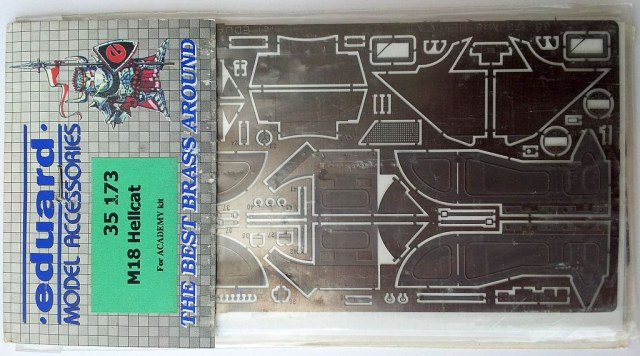 ·eduard·
MODEL ACCESSORIES
35 173
M18 Hellcat
For ACADEMY kit
THE BEST BRASS AROUND